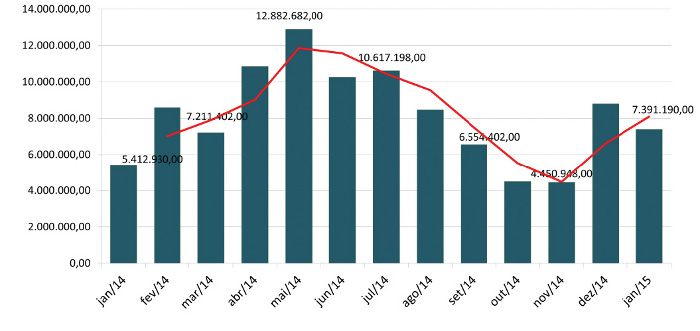 14.000.000,00
12.000.000,00
10.000.000,00
8.000.000,00
6.000.000,00
4.000.000,00
2.000.000,00
0,00
12.882.682,00
10.617.198,00
7.211.402,00
7.391.190,00
5.412.930,00
6.554.402,00
4.450.948,00
jan/14
fev/14
mar/14
abr/14
mai/14
jun/14
jul/14
ago/14
set/14
out/14
nov/14
dez/14
jan/15